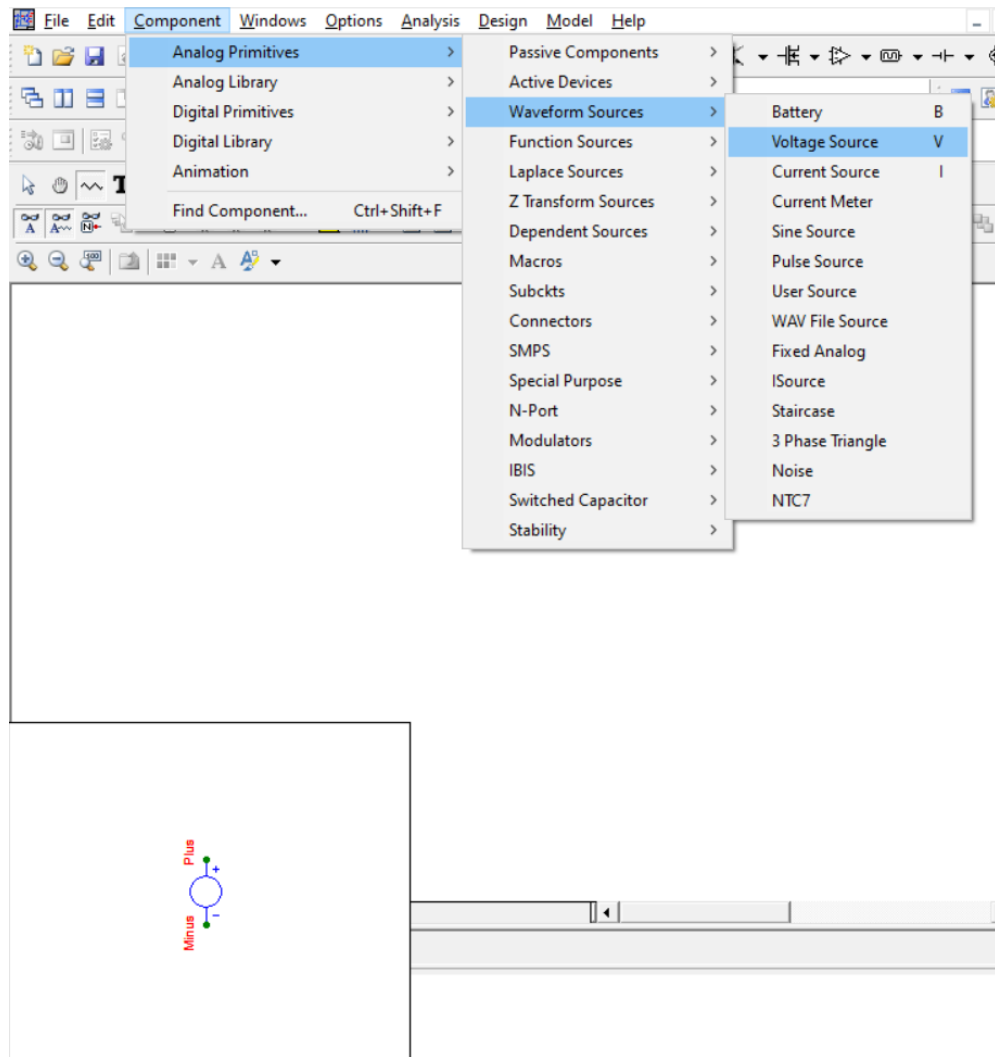 File Edit Component Windows Options Analysis Design Model Help
Analog Primitives
Analog Library
Digital Primitives
Digital Library
Animation
Find Component... Ctrl+Shift+F
Passive Components
Active Devices
Waveform Sources
Function Sources
Laplace Sources
Z Transform Sources
Dependent Sources
Macros
Subckts
Connectors
SMPS
Special Purpose
N-Port
Modulators
IBIS
Switched Capacitor
Stability
Battery B
Voltage Source V
Current Source I
Current Meter
Sine Source
Pulse Source
User Source
WAV File Source
Fixed Analog
ISource
Staircase
3 Phase Triangle
Noise
NTC7
T
A
Plus
+
-
Minus